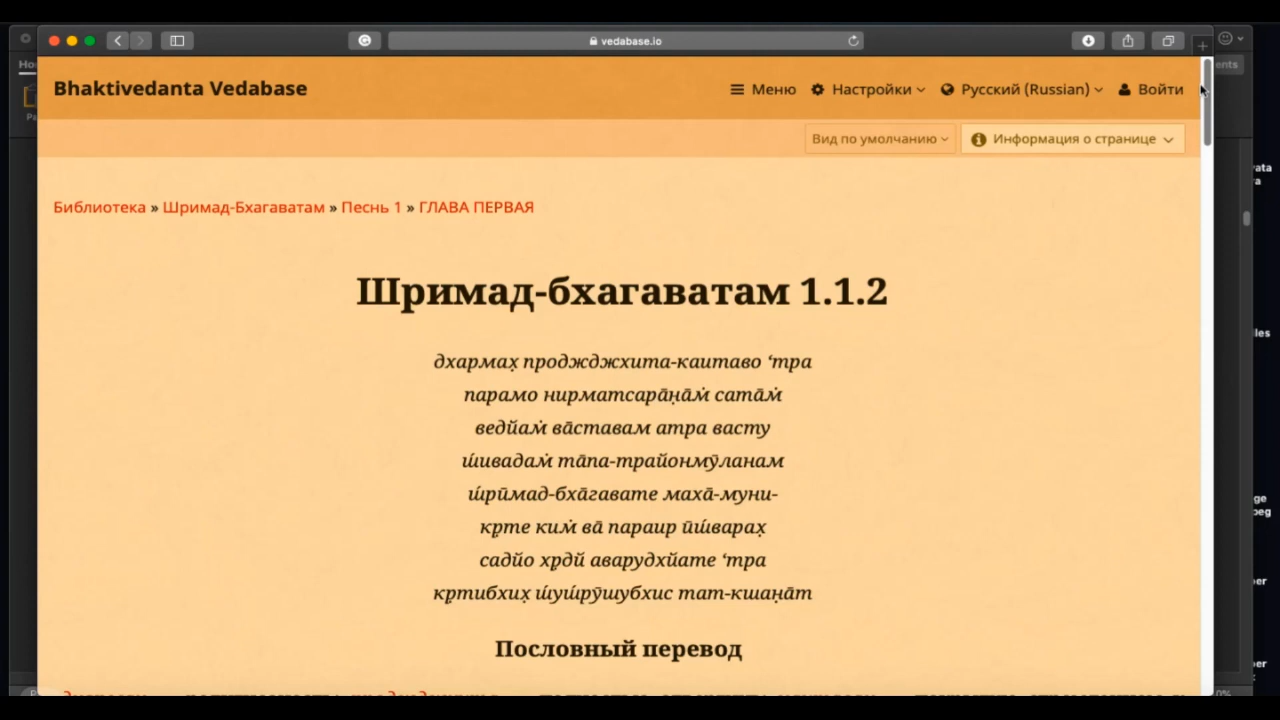 vedabase.io
Bhaktivedanta Vedabase
Меню
Настройки
Русский (Russian)
Войти
Вид по умолчанию
Информация о странице
Библиотека » Шримад-Бхагаватам » Песнь 1 » ГЛАВА ПЕРВАЯ
Шримад-бхагаватам 1.1.2
дхармах̣ проджджхита-каитаво ‘тра
парамо нирматсара̄н̣а̄м̇ сата̄м̇
ведйам̇ ва̄ставам атра васту
ш́ивадам̇ та̄па-трайонмӯланам
ш́рӣмад-бха̄гавате маха̄-муни-
кр̣те ким̇ ва̄ параир ӣш́варах̣
садйо хр̣дй аварудхйате ‘тра
кр̣тибхих̣ ш́уш́рӯшубхис тат-кшан̣а̄т
Пословный перевод